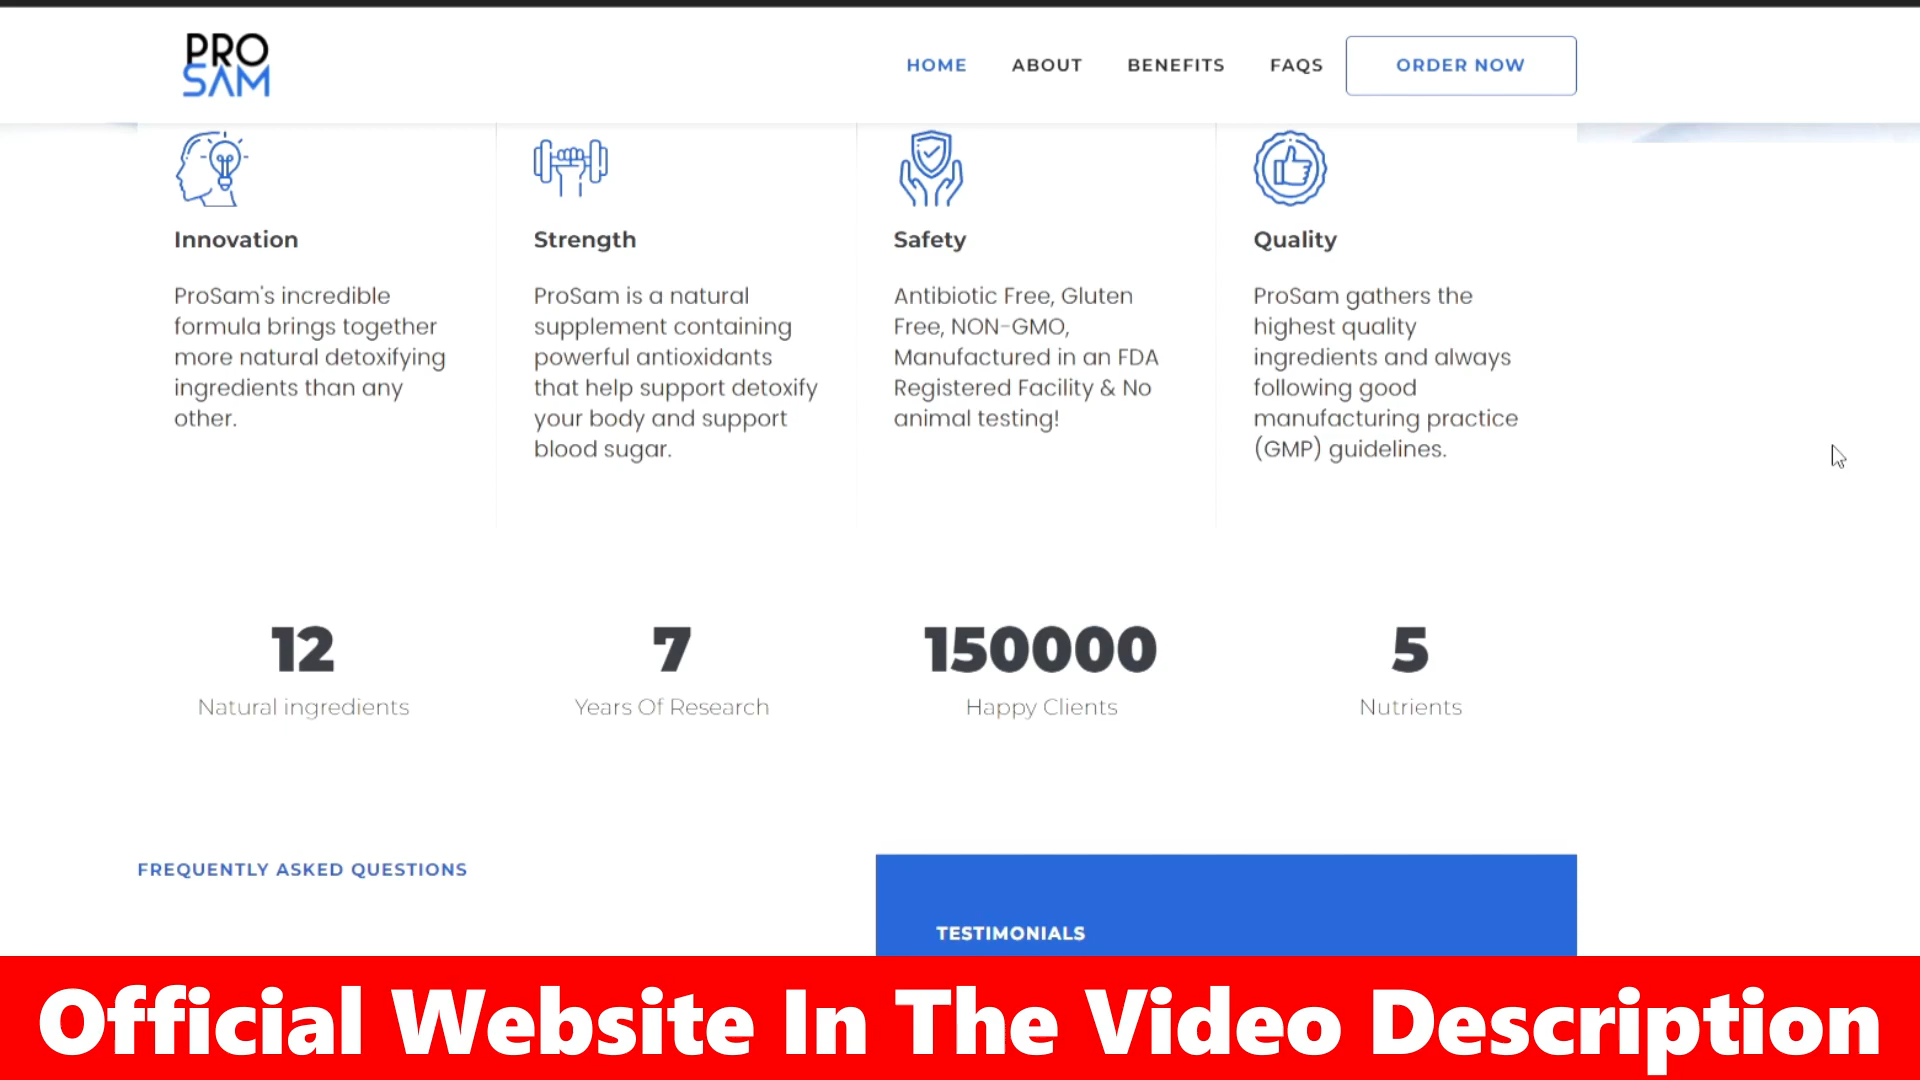 PRO
SAM
HOME ABOUT BENEFITS FAQS ORDER NOW
Innovation
ProSam's incredible
formula brings together
more natural detoxifying
ingredients than any
other.
Strength
ProSam is a natural
supplement containing
powerful antioxidants
that help support detoxify
your body and support
blood sugar.
Safety
Antibiotic Free, Gluten
Free, NON-GMO,
Manufactured in an FDA
Registered Facility & No
animal testing!
Quality
ProSam gathers the
highest quality
ingredients and always
following good
manufacturing practice
(GMP) guidelines.
12
Natural ingredients
7
Years Of Research
150000
Happy Clients
5
Nutrients
FREQUENTLY ASKED QUESTIONS
TESTIMONIALS
Official Website In The Video Description